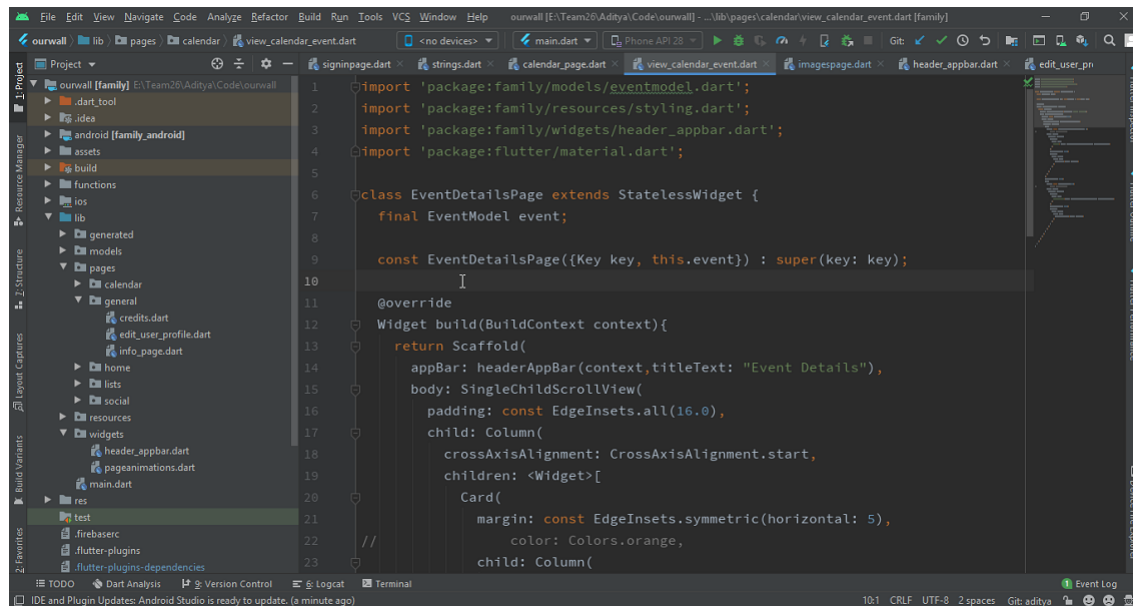 File Edit View Navigate Code Analyze Refactor Build Run Tools VCS Window Help ourwall [E:\Team26\Aditya\Code\ourwall] - ...\lib\pages\calendar\view_calendar_event.dart [family]
ourwall lib pages calendar view_calendar_event.dart <no devices> main.dart Phone API 28 Git:
Project
signinpage.dart strings.dart calendar_page.dart view_calendar_event.dart imagespage.dart header_appbar.dart edit_user_pr
1: Project
Resource Manager
Z: Structure
Layout Captures
Build Variants
2: Favorites
ourwall [family] E:\Team26\Aditya\Code\ourwall
.dart_tool
.idea
android [family_android]
assets
build
functions
ios
lib
generated
models
pages
calendar
general
credits.dart
edit_user_profile.dart
info_page.dart
home
lists
social
resources
widgets
header_appbar.dart
pageanimations.dart
main.dart
res
test
.firebaserc
.flutter-plugins
.flutter-plugins-dependencies
1 import 'package:family/models/eventmodel.dart';
2 import 'package:family/resources/styling.dart';
3 import 'package:family/widgets/header_appbar.dart';
4 import 'package:flutter/material.dart';
5
6 class EventDetailsPage extends StatelessWidget {
7 final EventModel event;
8
9 const EventDetailsPage({Key key, this.event}) : super(key: key);
10
11 @override
12 Widget build(BuildContext context){
13 return Scaffold(
14 appBar: headerAppBar(context,titleText: "Event Details"),
15 body: SingleChildScrollView(
16 padding: const EdgeInsets.all(16.0),
17 child: Column(
18 crossAxisAlignment: CrossAxisAlignment.start,
19 children: <Widget>[
20 Card(
21 margin: const EdgeInsets.symmetric(horizontal: 5),
22 // color: Colors.orange,
23 child: Column(
TODO Dart Analysis 9: Version Control 6: Logcat Terminal 1 Event Log
IDE and Plugin Updates: Android Studio is ready to update. (a minute ago) 10:1 CRLF UTF-8 2 spaces Git: aditya